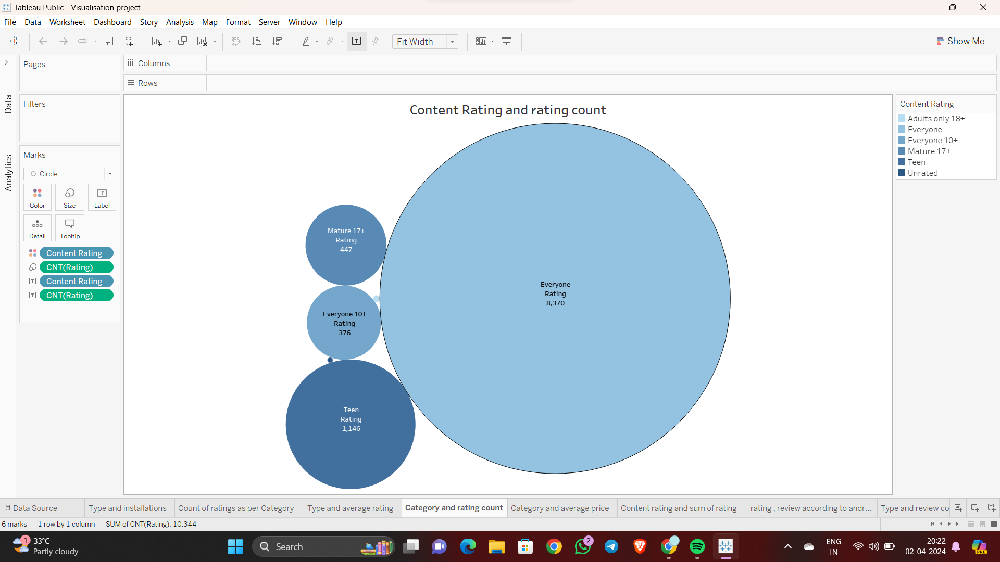 Tableau Public - Visualisation project
File Data Worksheet Dashboard Story Analysis Map Format Server Window Help
Fit Width
Show Me
Pages
Columns
Rows
Data
Analytics
Filters
Marks
Circle
Color Size Label
Detail Tooltip
Content Rating
CNT(Rating)
Content Rating
CNT(Rating)
Content Rating and rating count
Mature 17+
Rating
447
Everyone 10+
Rating
376
Teen
Rating
1,146
Everyone
Rating
8,370
Content Rating
Adults only 18+
Everyone
Everyone 10+
Mature 17+
Teen
Unrated
Data Source Type and installations Count of ratings as per Category Type and average rating Category and rating count Category and average price Content rating and sum of rating rating , review according to andr... Type and review co
6 marks 1 row by 1 column SUM of CNT(Rating): 10,344
1
33°C
Partly cloudy
Search
2
ENG
IN
20:22
02-04-2024
PRE